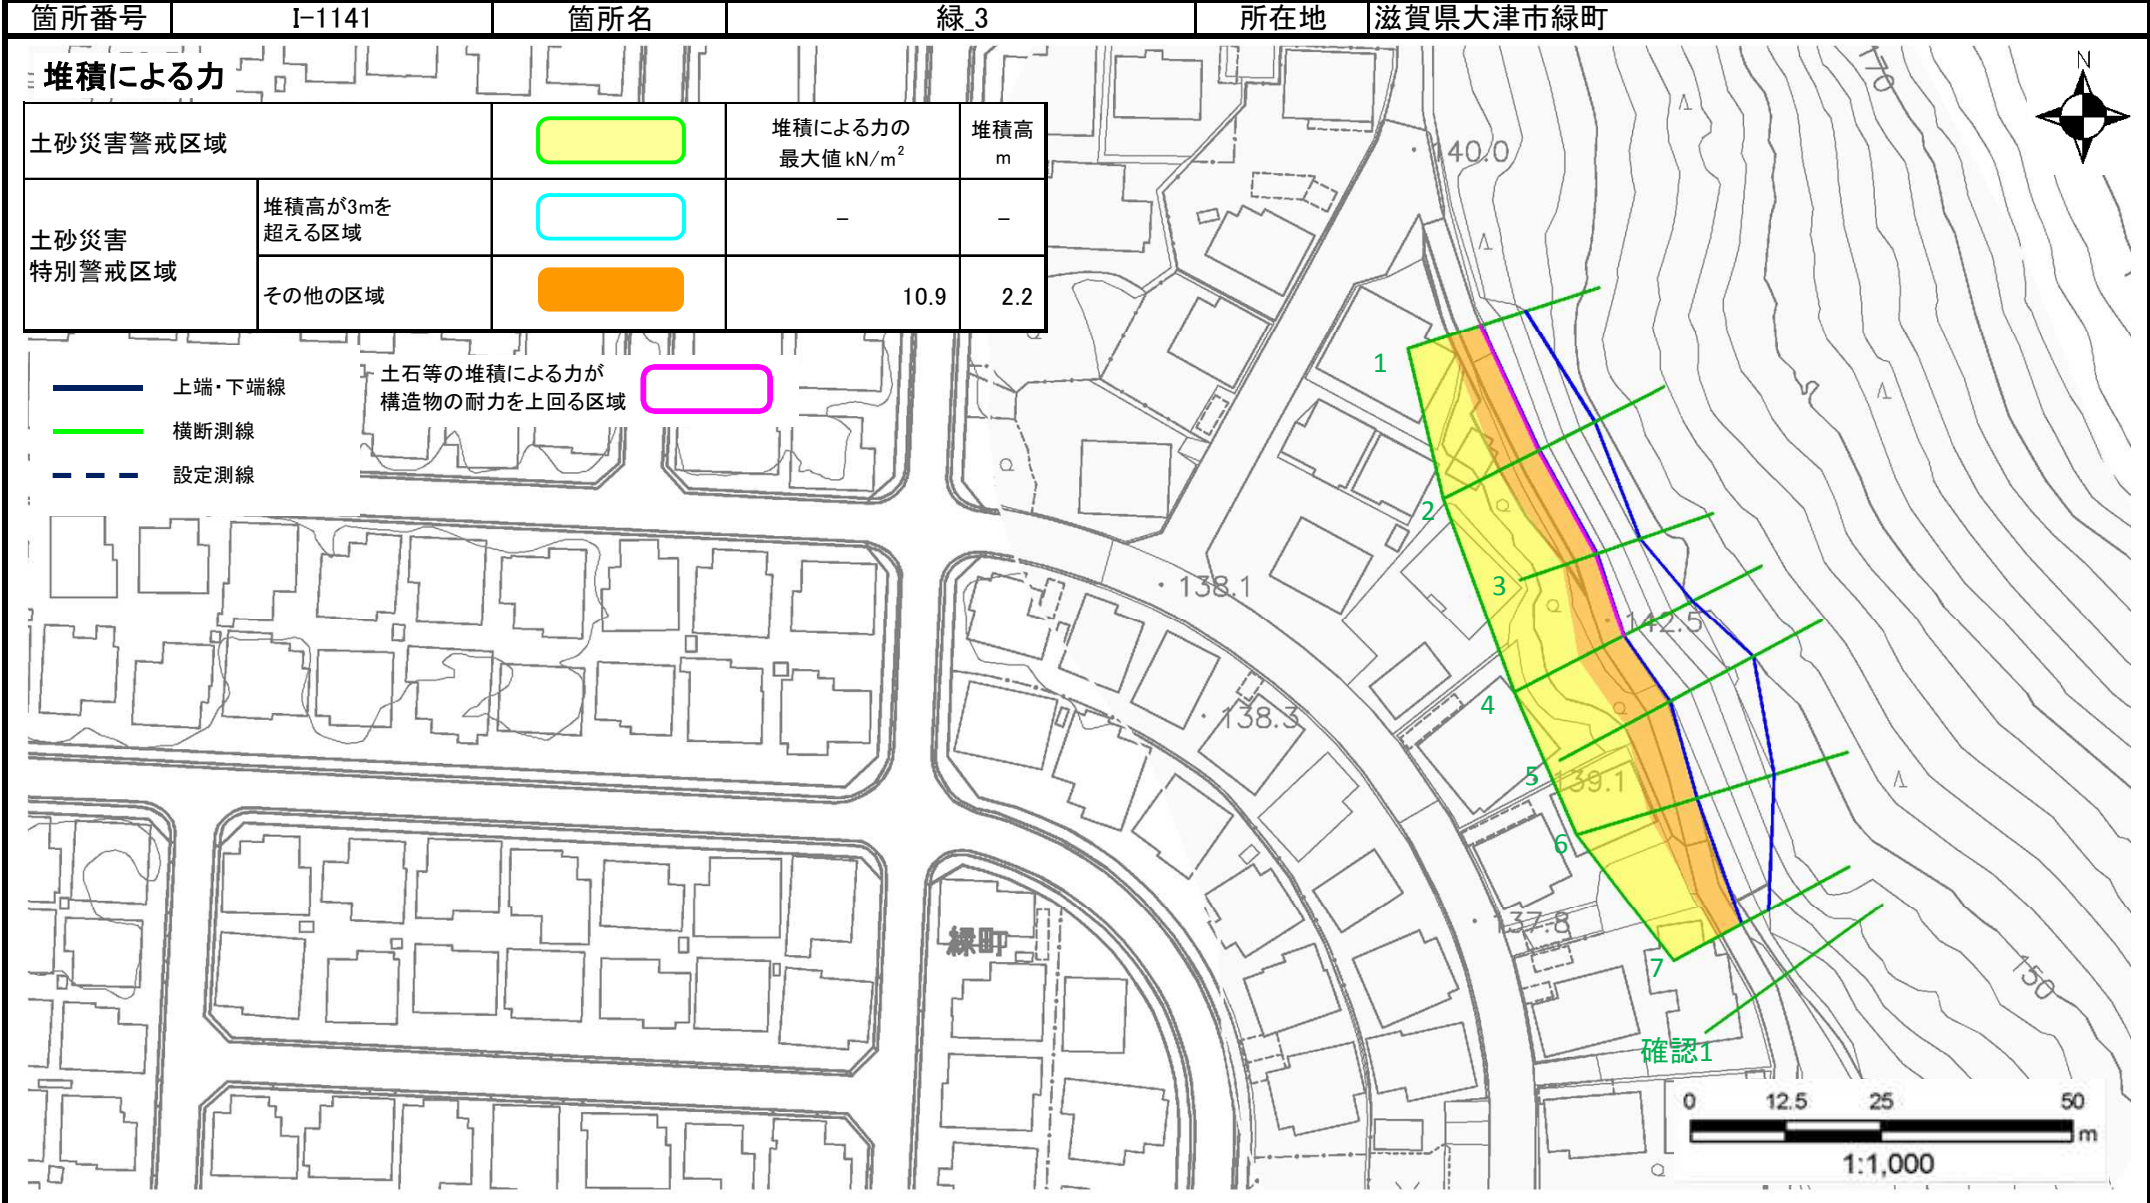 箇所番号 I-1141 箇所名 緑_3 所在地 滋賀県大津市緑町
堆積による力
土砂災害警戒区域
堆積による力の
最大値kN/m²
堆積高
m
土砂災害
特別警戒区域
堆積高が3mを
超える区域
－ －
その他の区域
10.9 2.2
上端・下端線
横断測線
設定測線
土石等の堆積による力が
構造物の耐力を上回る区域
N
170
140.0
1
2
3
138.1
142.5
4
138.3
5
139.1
6
137.8
緑町
7
150
確認1
0 12.5 25 50
m
1:1,000